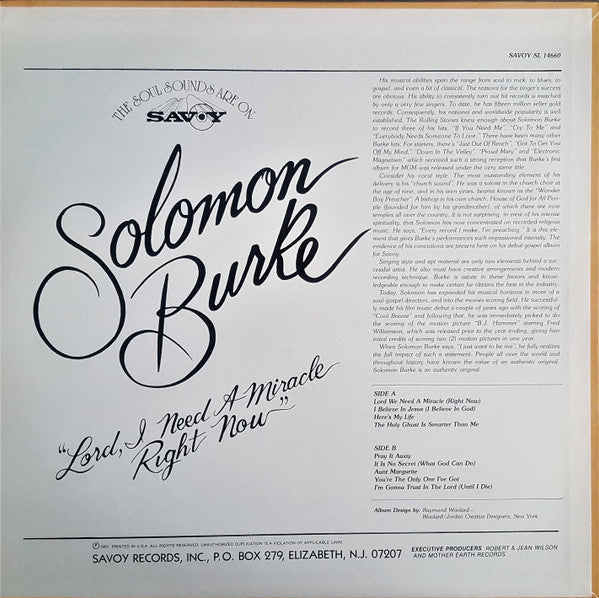 SAVOY SL 14660
THE SOUL SOUNDS ARE ON
SAVOY
Solomon
Burke
"Lord, I Need A Miracle
Right Now"
His musical abilities span the range from soul to rock, to blues, to
gospel, and even a bit of classical. The reasons for the singer's success
are obvious. His ability to consistently turn out hit records is matched
by only a very few singers. To date, he has fifteen million seller gold
records. Consequently, his national and worldwide popularity is well
established. The Rolling Stones knew enough about Solomon Burke
to record three of his hits. "If You Need Me", "Cry To Me" and
"Everybody Needs Someone To Love." There have been many other
Burke hits. For starters, there's "Just Out Of Reach". "Got To Get You
Off My Mind," "Down In The Valley", "Proud Mary" and "Electronic
Magnetism" which received such a strong reception that Burke's first
album for MGM was released under the very same title.
Consider his vocal style. The most outstanding element of his
delivery is his "church sound". He was a soloist in the church choir at
the age of nine, and in his teen years, became known as the "Wonder
Boy Preacher". A bishop in his own church, House of God for All Peo-
ple (founded for him by his grandmother), of which there are now
temples all over the country. It is not surprising, in view of his intense
spirituality, that Solomon has now concentrated on recorded religious
music. He says, "Every record I make, I'm preaching." It is this ele-
ment that gives Burke's performances such impassioned intensity. The
evidence of his convictions are present here on his debut gospel album
for Savoy.
Singing style and apt material are only two elements behind a suc-
cessful artist. He also must have creative arrangements and modern
recording technique. Burke is astute in these factors and know-
ledgeable enough to make certain he obtains the best in the industry.
Today, Solomon has expanded his musical horizons in more of a
soul-gospel direction, and into the movies scoring field. He successful-
ly made his film music debut a couple of years ago with the scoring of
"Cool Breeze" and following that, he was immediately picked to do
the scoring of the motion picture "B.J. Hammer" starring Fred
Williamson, which was released prior to the year ending, giving him
initial credits of scoring two (2) motion pictures in one year.
When Solomon Burke says, "I just want to be me", he fully realizes
the full impact of such a statement. People all over the world and
throughout history have known the value of an authentic original.
Solomon Burke is an authentic original.
SIDE A
Lord We Need A Miracle (Right Now)
I Believe In Jesus (I Believe In God)
Here's My Life
The Holy Ghost Is Smarter Than Me
SIDE B
Pray It Away
It Is No Secret (What God Can Do)
Aunt Margurite
You're The Only One I've Got
I'm Gonna Trust In The Lord (Until I Die)
Album Design by: Raymond Woolard—
Woolard/Jordan Creative Designers, New York
Ⓟ 1981. PRINTED IN U.S.A. ALL RIGHTS RESERVED. UNAUTHORIZED DUPLICATION IS A VIOLATION OF APPLICABLE LAWS.
SAVOY RECORDS, INC., P.O. BOX 279, ELIZABETH, N.J. 07207
EXECUTIVE PRODUCERS ROBERT & JEAN WILSON
AND MOTHER EARTH RECORDS